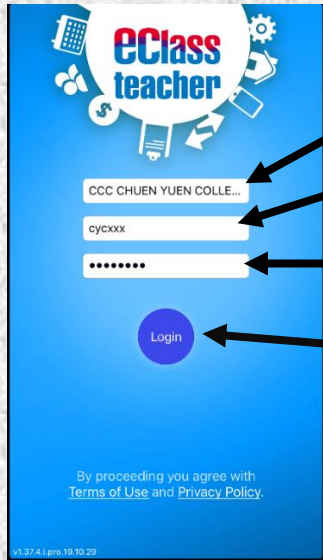 eClass
teacher
CCC CHUEN YUEN COLLE...
cycxxx
••••••••
Login
By proceeding you agree with
Terms of Use and Privacy Policy.
v1.37.4.i.pro.19.10.29